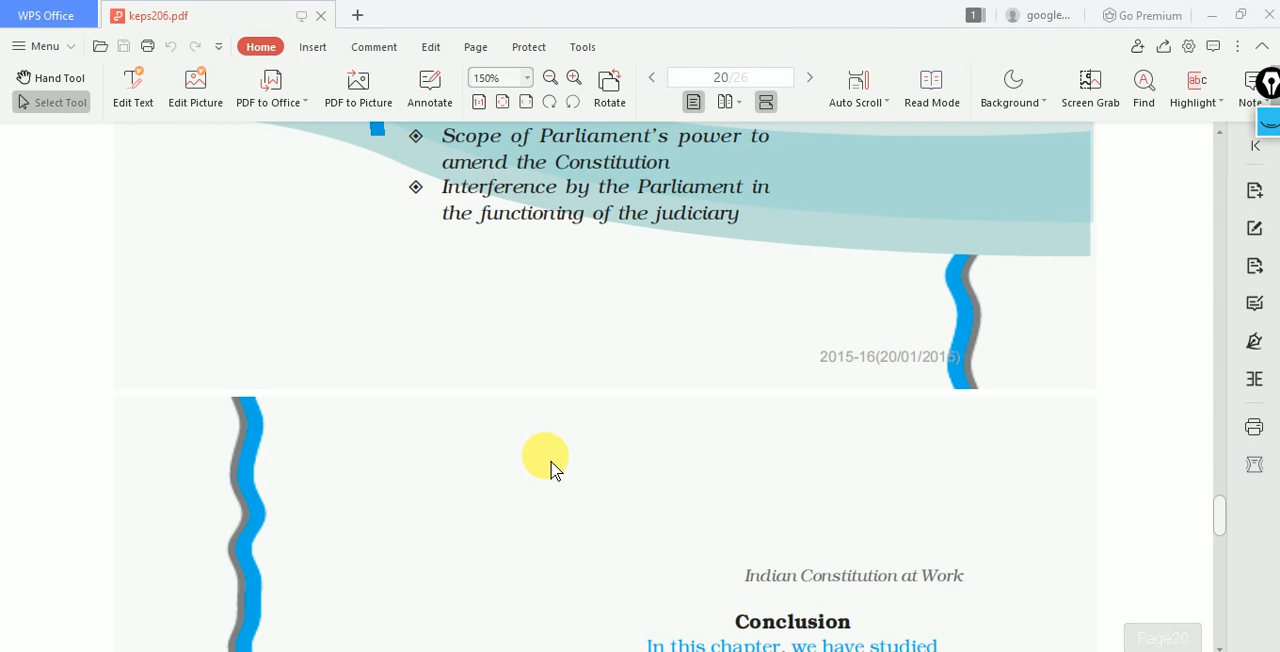 WPS Office
keps206.pdf
1
google...
Go Premium
Menu
Home
Insert
Comment
Edit
Page
Protect
Tools
Hand Tool
Select Tool
Edit Text
Edit Picture
PDF to Office
PDF to Picture
Annotate
150%
Rotate
20/26
Auto Scroll
Read Mode
Background
Screen Grab
Find
Highlight
Note
Scope of Parliament's power to
amend the Constitution
Interference by the Parliament in
the functioning of the judiciary
2015-16(20/01/2015)
Indian Constitution at Work
Conclusion
In this chapter, we have studied
Page20